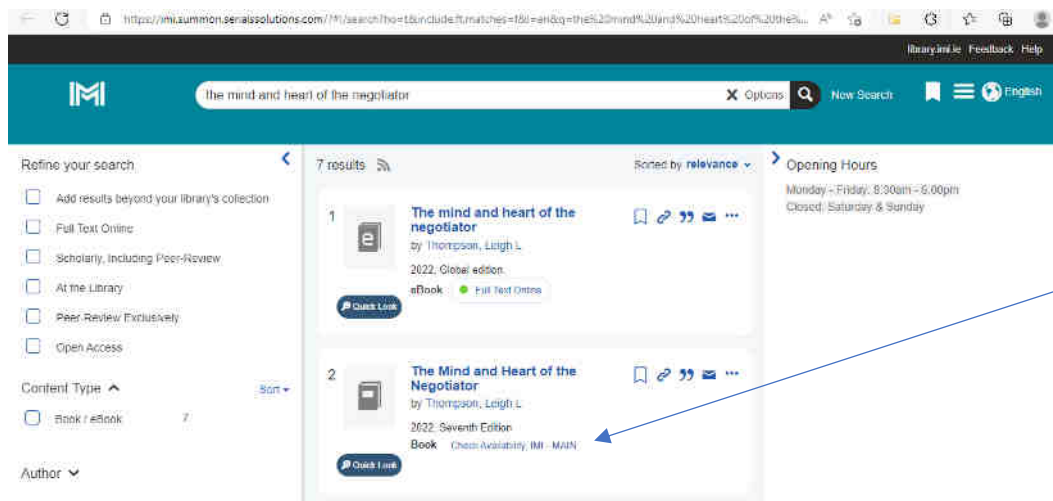 https://imi.summon.serialssolutions.com/
library.imi.ie Feedback Help
IMI
the mind and heart of the negotiator
Options
New Search
English
Refine your search
Add results beyond your library's collection
Full Text Online
Scholarly, Including Peer-Review
At the Library
Peer-Review Exclusively
Open Access
Content Type
Sort
Book / eBook 7
Author
7 results
Sorted by relevance
1
The mind and heart of the
negotiator
by Thompson, Leigh L
2022, Global edition.
eBook Full Text Online
Quick Look
2
The Mind and Heart of the
Negotiator
by Thompson, Leigh L
2022, Seventh Edition
Book Check Availability, IMI - MAIN
Quick Look
Opening Hours
Monday - Friday: 8:30am - 6:00pm
Closed: Saturday & Sunday